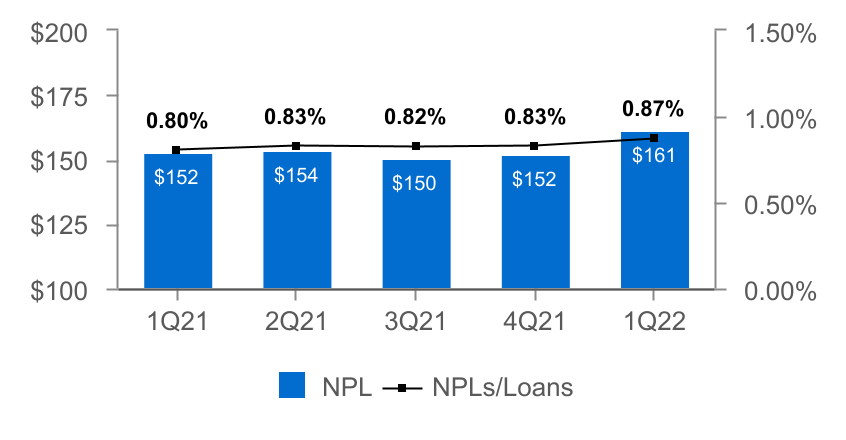 $200 1.50%
$175
0.80% 0.83% 0.82% 0.83% 0.87% 1.00%
$150 $152 $154 $150 $152 $161
$125 0.50%
$100 0.00%
1Q21 2Q21 3Q21 4Q21 1Q22
NPL NPLs/Loans